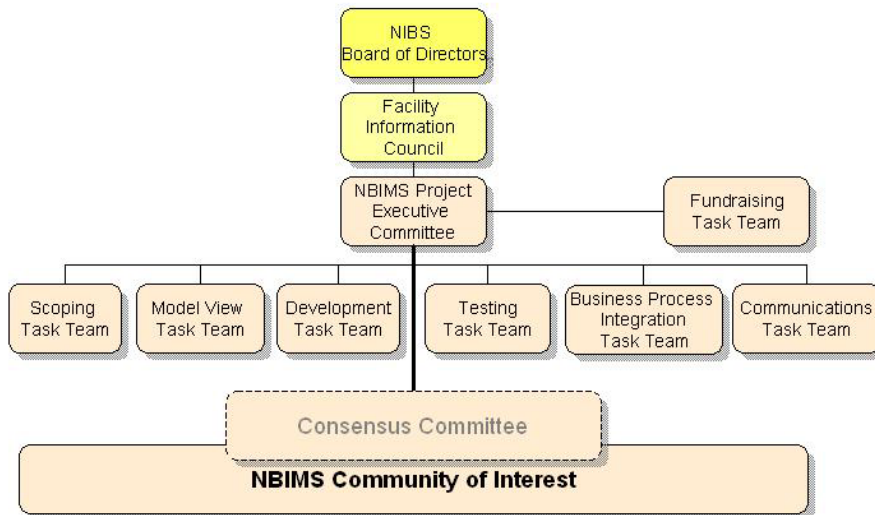 NIBS
Board of Directors
Facility
Information
Council
NBIMS Project
Executive
Committee
Fundraising
Task Team
Scoping
Task Team
Model View
Task Team
Development
Task Team
Testing
Task Team
Business Process
Integration
Task Team
Communications
Task Team
Consensus Committee
NBIMS Community of Interest